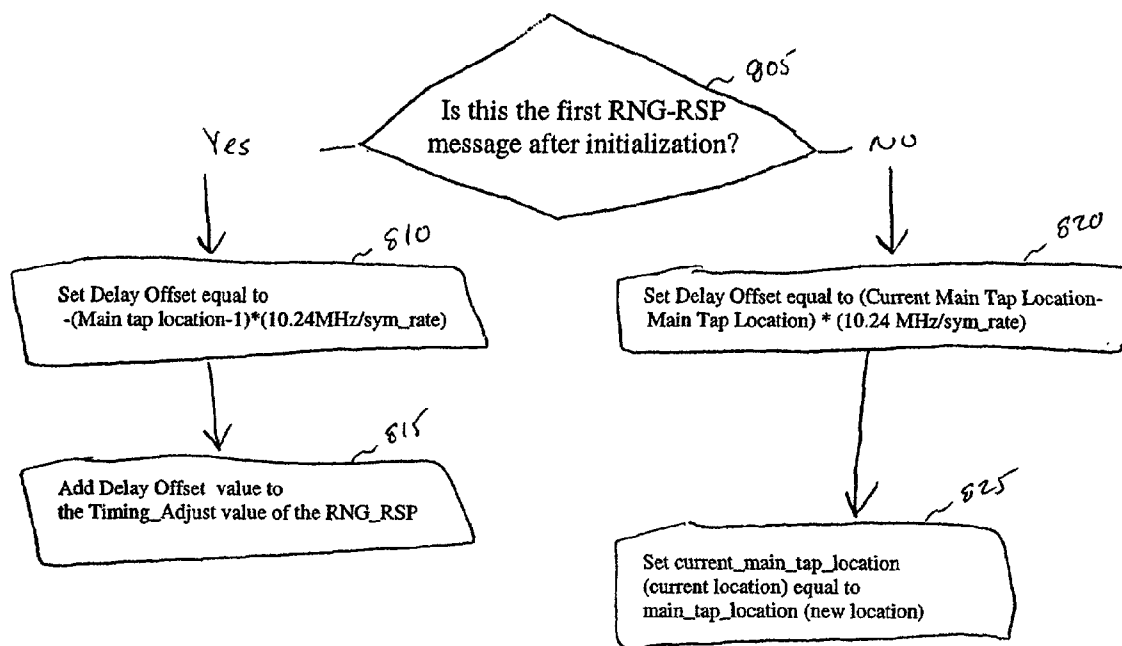 805
Is this the first RNG-RSP
message after initialization?
Yes
NO
810
Set Delay Offset equal to
-(Main tap location-1)*(10.24MHz/sym_rate)
820
Set Delay Offset equal to (Current Main Tap Location-
Main Tap Location) * (10.24 MHz/sym_rate)
815
Add Delay Offset value to
the Timing_Adjust value of the RNG_RSP
825
Set current_main_tap_location
(current location) equal to
main_tap_location (new location)